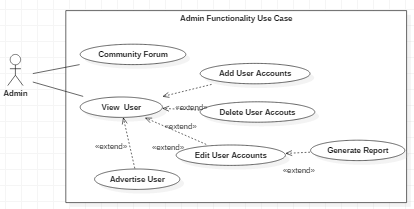 Admin Functionality Use Case
Community Forum
Add User Accounts
Admin
View User
«extend»
Delete User Accouts
«extend»
«extend»
«extend»
Edit User Accounts
Generate Report
«extend»
Advertise User